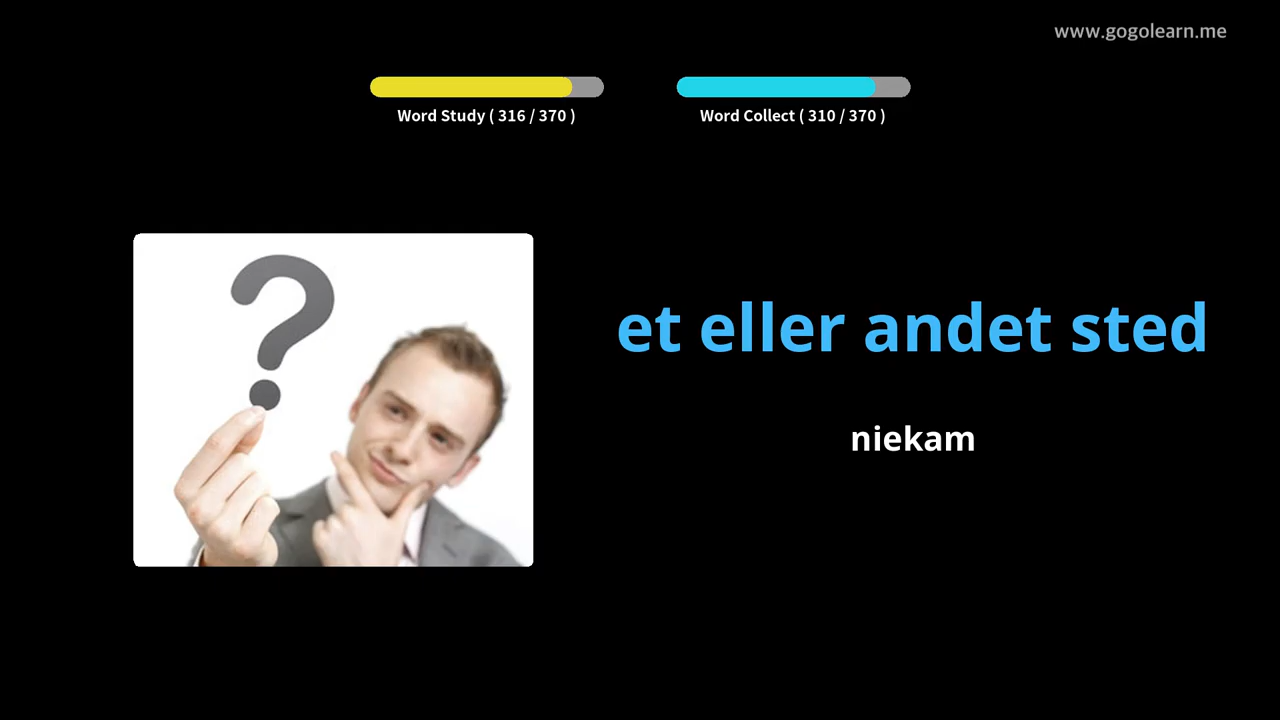 www.gogolearn.me
Word Study ( 316 / 370 )
Word Collect ( 310 / 370 )
et eller andet sted
niekam